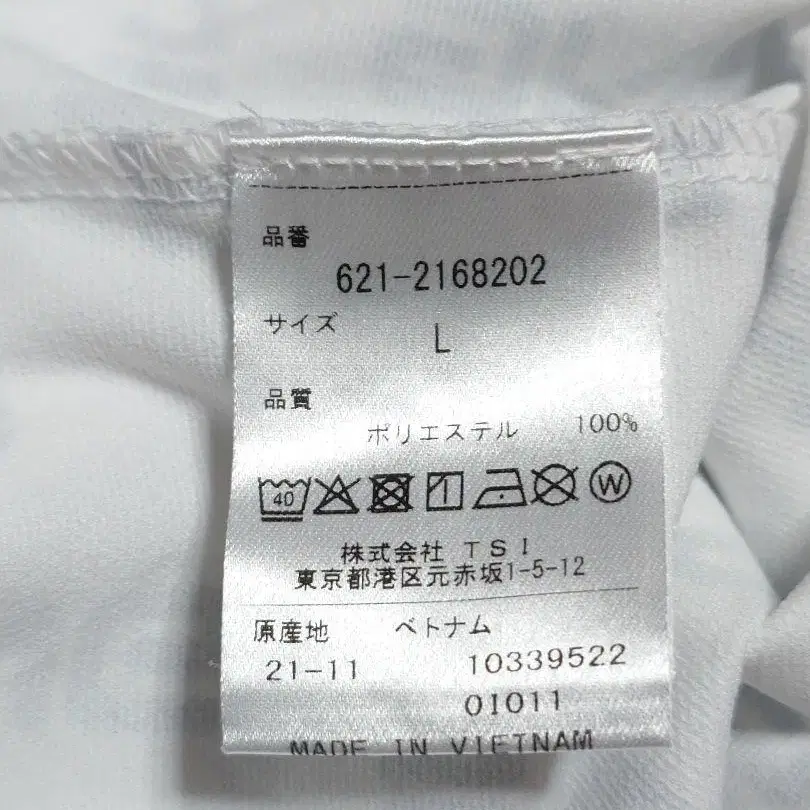 品番
621-2168202
サイズ
L
品質
ポリエステル 100%
40 W
株式会社 TSI
東京都港区元赤坂1-5-12
原産地 ベトナム
21-11 10339522
01011
MADE IN VIETNAM